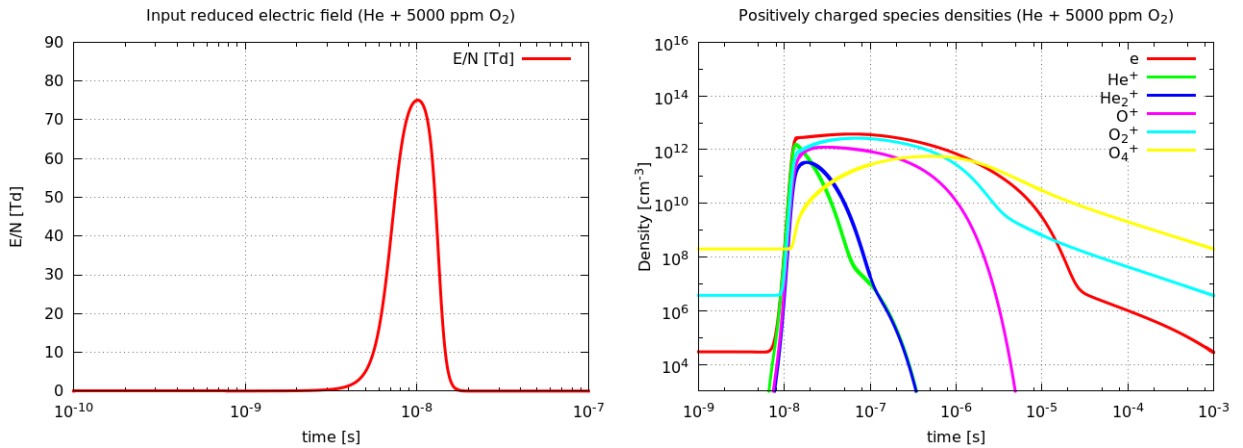 Input reduced electric field (He + 5000 ppm O₂)
E/N [Td]
90
80
70
60
50
40
30
20
10
0
E/N [Td]
10⁻¹⁰
10⁻⁹
10⁻⁸
10⁻⁷
time [s]
Positively charged species densities (He + 5000 ppm O₂)
Density [cm⁻³]
10¹⁶
10¹⁴
10¹²
10¹⁰
10⁸
10⁶
10⁴
e
He⁺
He₂⁺
O⁺
O₂⁺
O₄⁺
10⁻⁹
10⁻⁸
10⁻⁷
10⁻⁶
10⁻⁵
10⁻⁴
10⁻³
time [s]